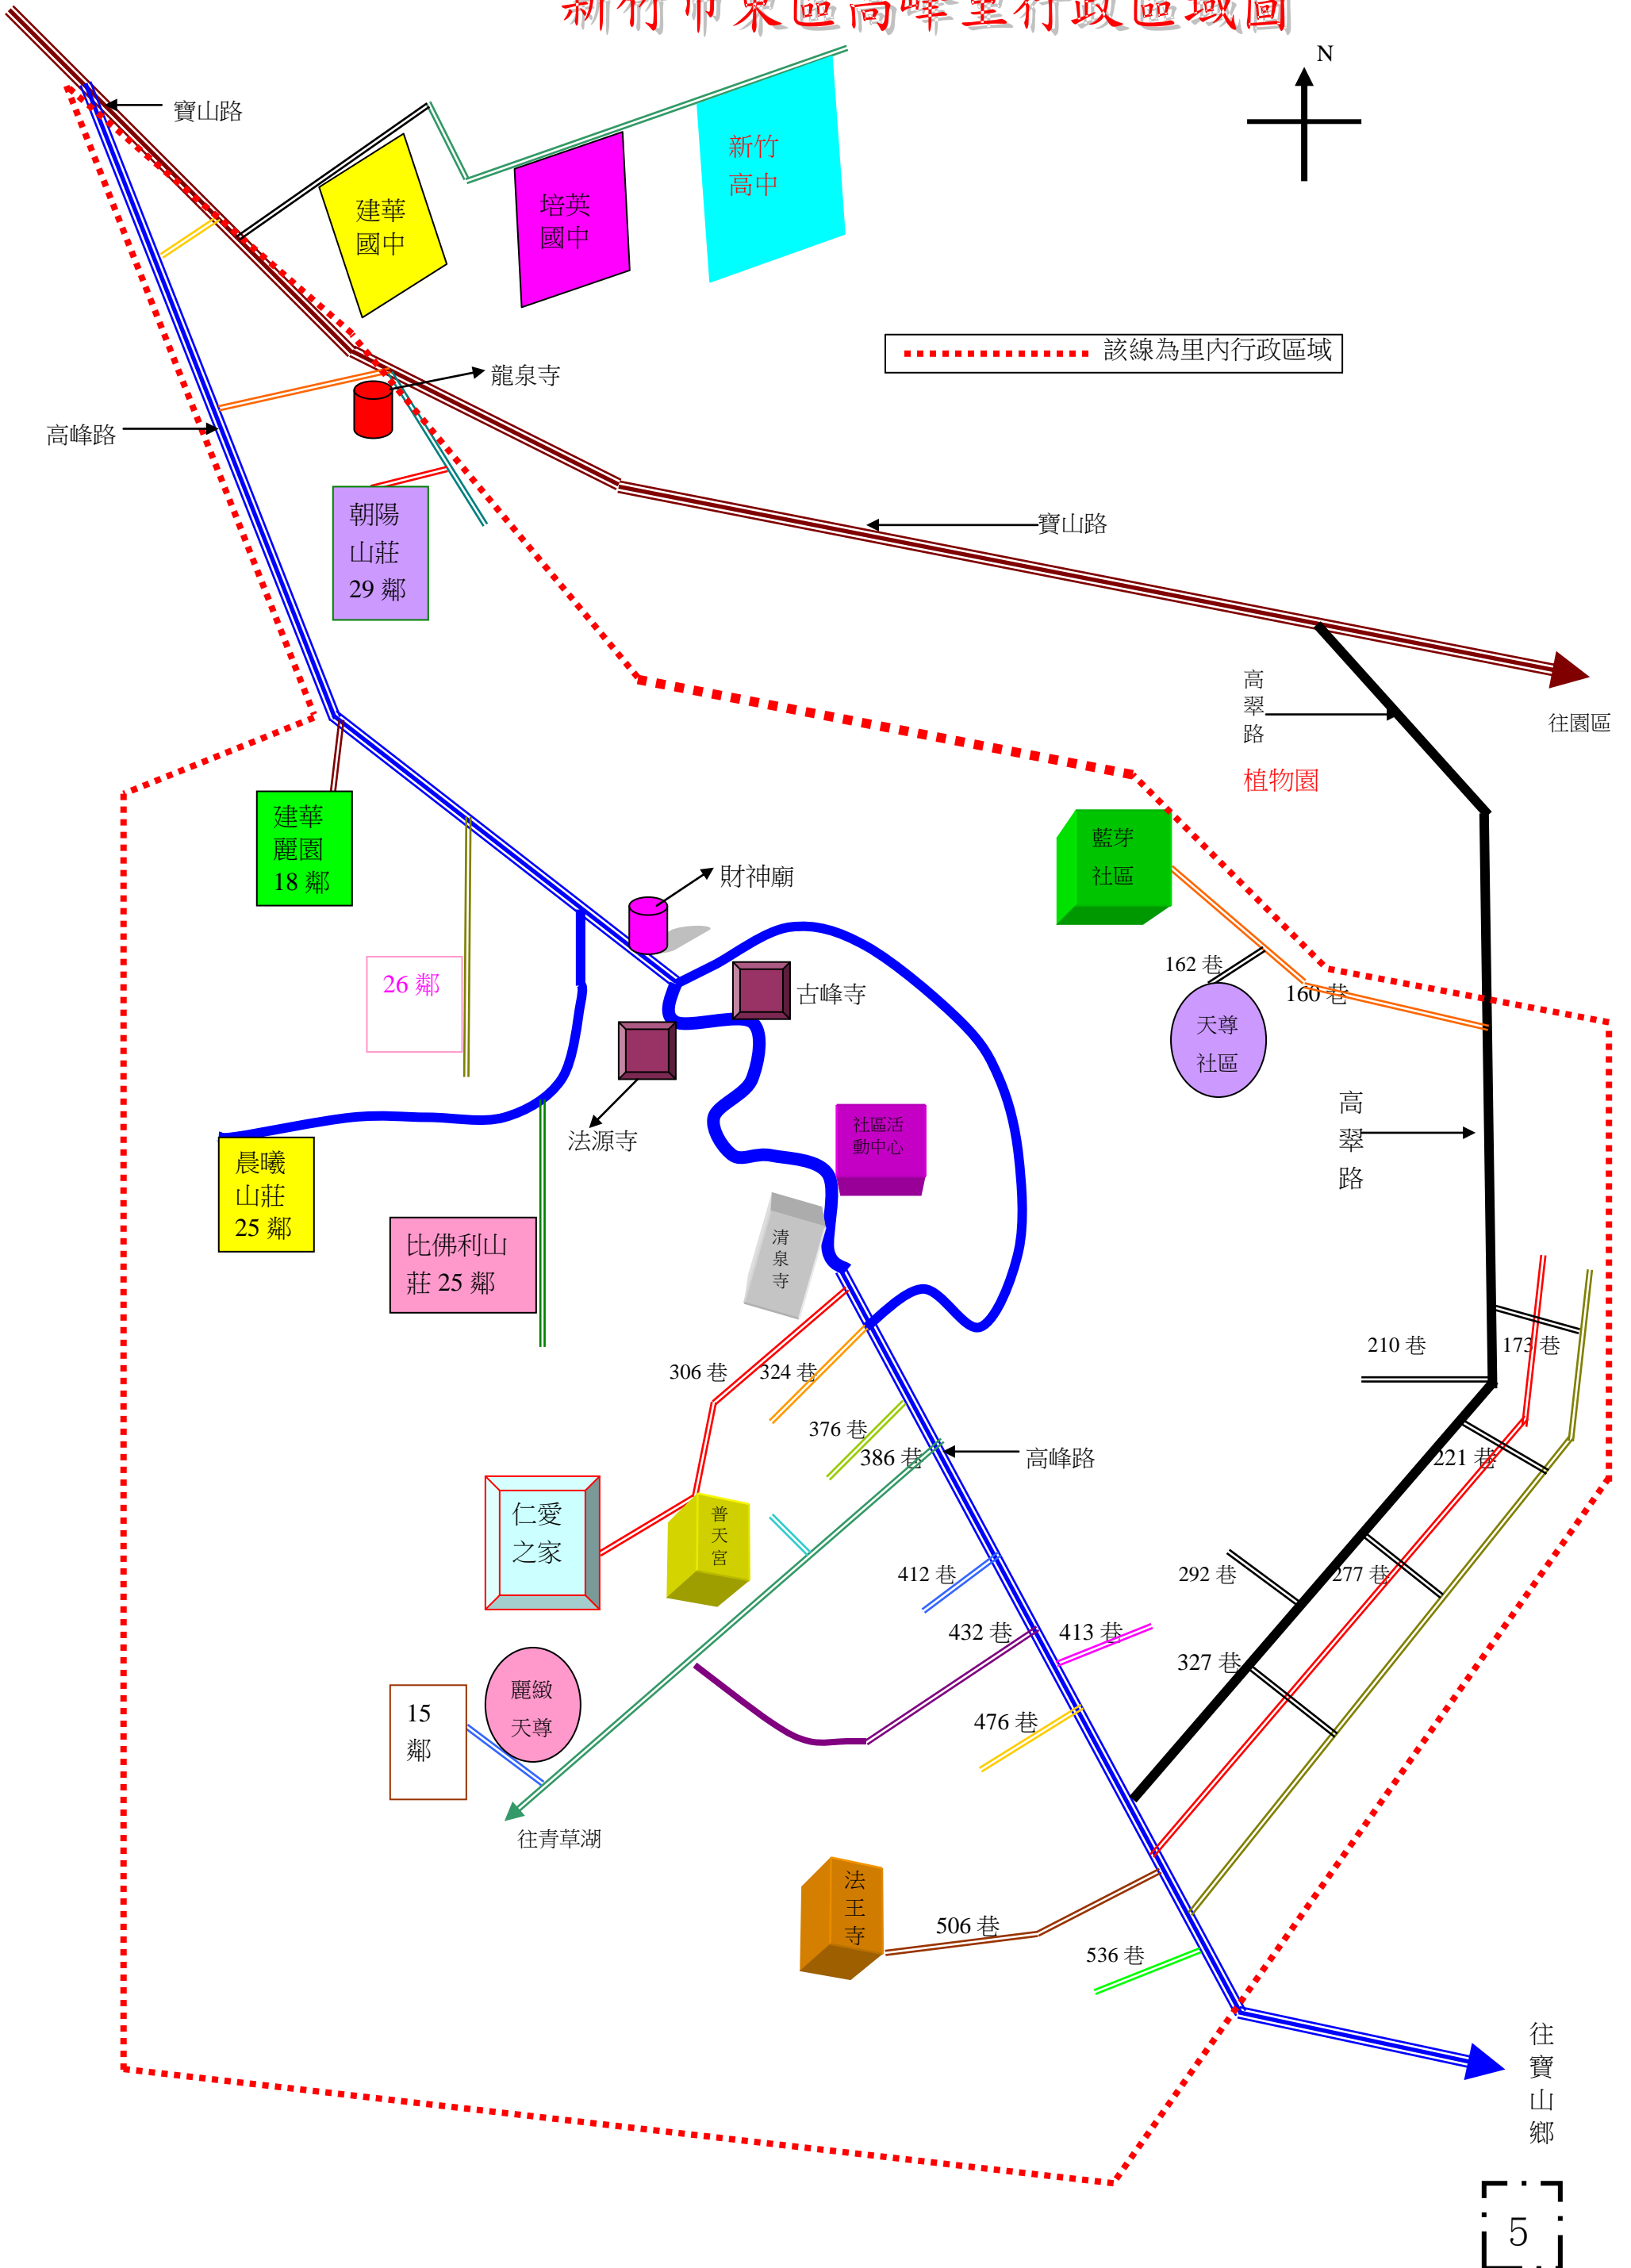 新竹市東區高峰里行政區域圖
N
寶山路
新竹
高中
建華
國中
培英
國中
該線為里內行政區域
龍泉寺
高峰路
朝陽
山莊
29 鄰
寶山路
高
翠
路
往園區
植物園
建華
麗園
18 鄰
藍芽
社區
財神廟
162 巷
26 鄰
古峰寺
160 巷
天尊
社區
高
翠
路
社區活
動中心
法源寺
晨曦
山莊
25 鄰
比佛利山
莊 25 鄰
清
泉
寺
210 巷
173 巷
306 巷
324 巷
376 巷
386 巷
高峰路
221 巷
仁愛
之家
普
天
宮
412 巷
292 巷
277 巷
432 巷
413 巷
327 巷
麗緻
天尊
15
鄰
476 巷
往青草湖
法
王
寺
506 巷
536 巷
往
寶
山
鄉
5